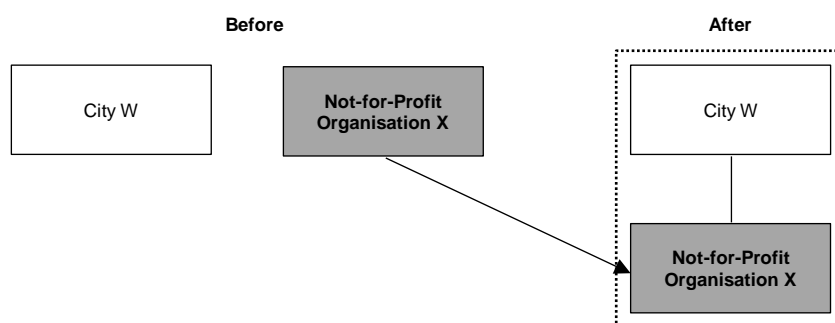 Before
After
City W
Not-for-Profit
Organisation X
City W
Not-for-Profit
Organisation X